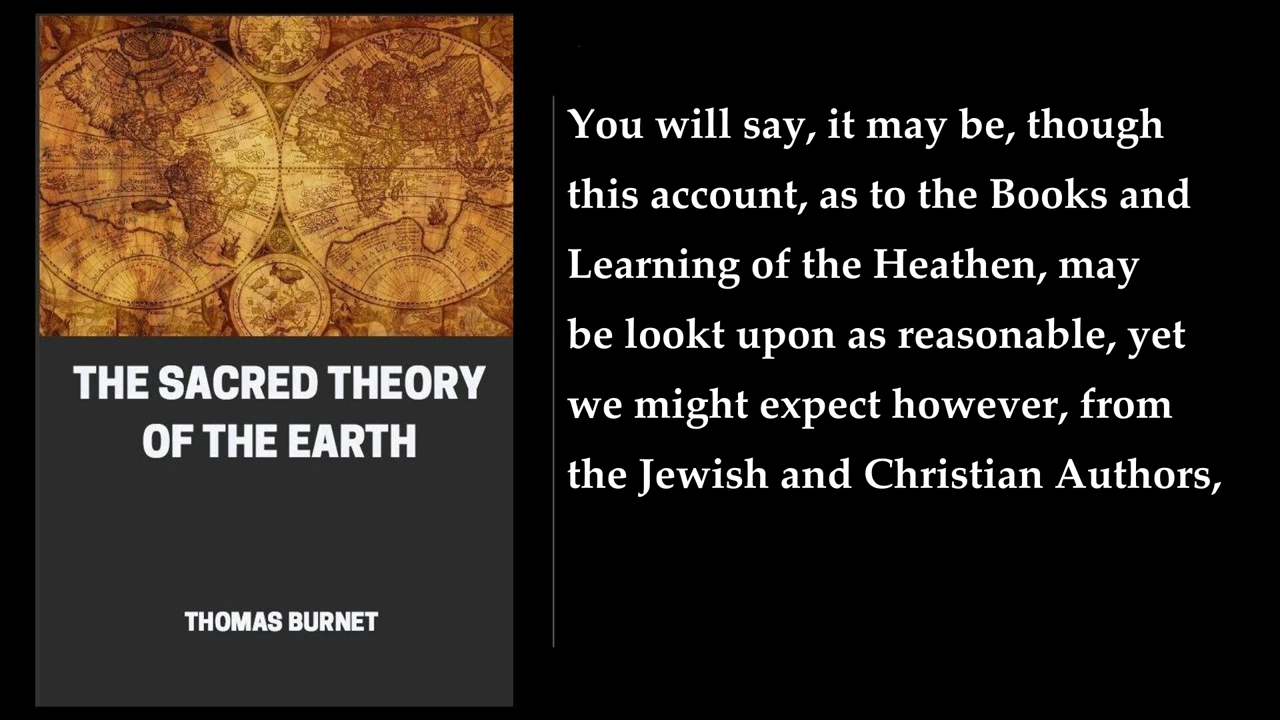 THE SACRED THEORY
OF THE EARTH
THOMAS BURNET
You will say, it may be, though
this account, as to the Books and
Learning of the Heathen, may
be lookt upon as reasonable, yet
we might expect however, from
the Jewish and Christian Authors,